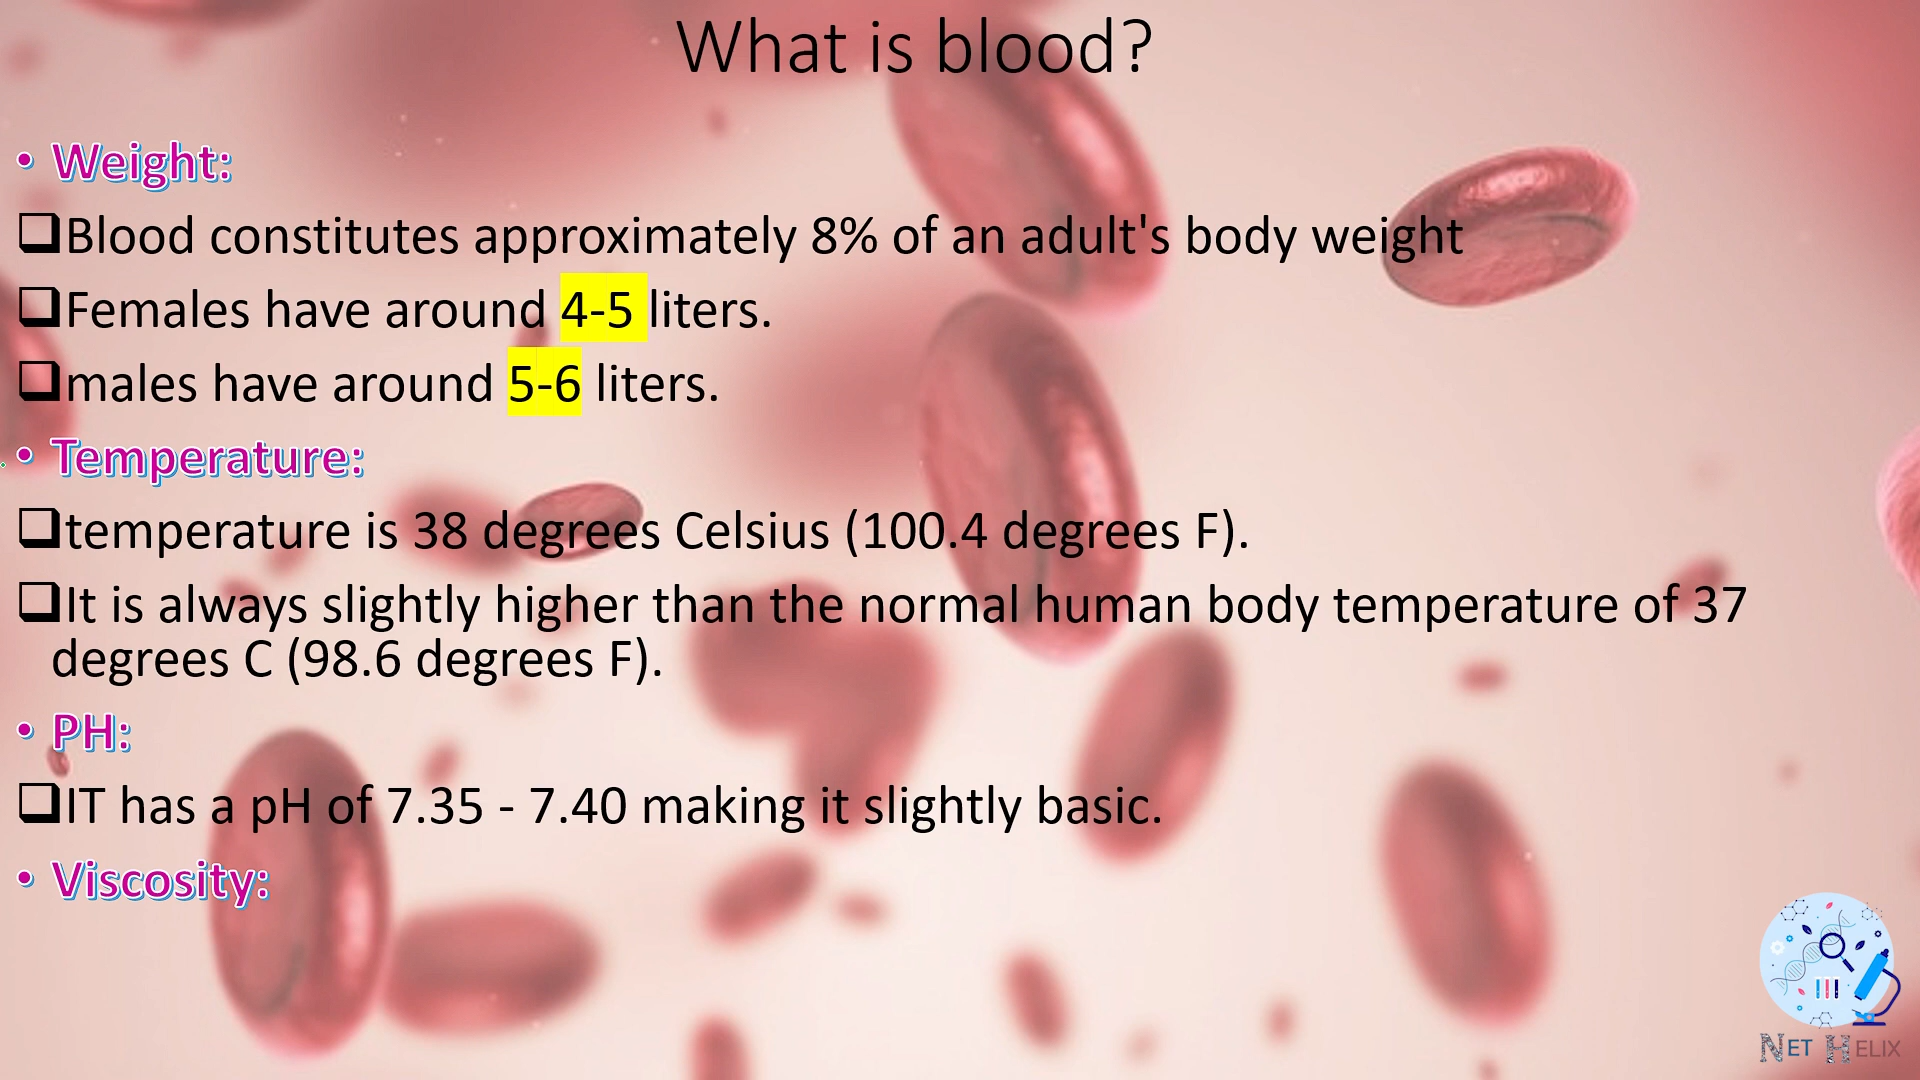 What is blood?
• Weight:
❑Blood constitutes approximately 8% of an adult's body weight
❑Females have around 4-5 liters.
❑males have around 5-6 liters.
• Temperature:
❑temperature is 38 degrees Celsius (100.4 degrees F).
❑It is always slightly higher than the normal human body temperature of 37
degrees C (98.6 degrees F).
• PH:
❑IT has a pH of 7.35 - 7.40 making it slightly basic.
• Viscosity:
NET HELIX